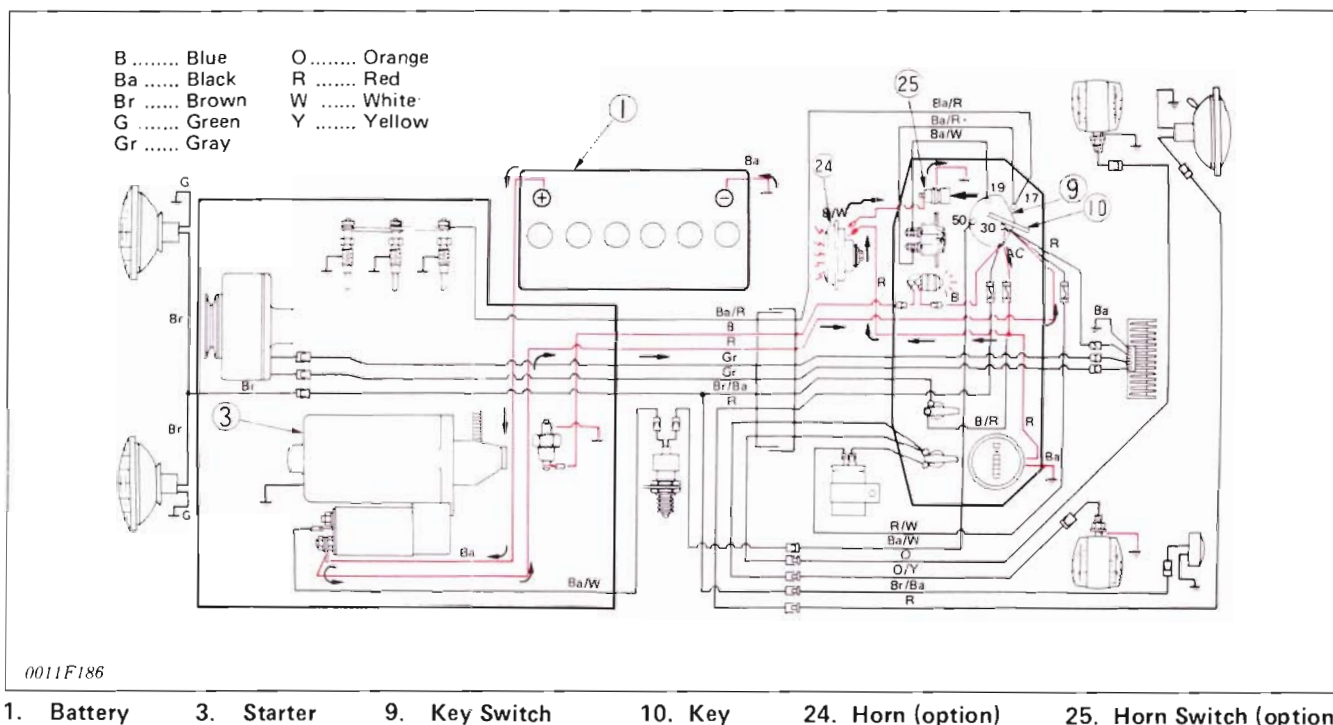 B ........ Blue
Ba ...... Black
Br ...... Brown
G ........ Green
Gr ...... Gray
O ........ Orange
R ........ Red
W ...... White
Y ....... Yellow
1
25
24
9
10
3
G
Ba
+
−
Ba/R
Ba/R
Ba/W
19
17
B/W
50
30
AC
R
R
B
Ba
Ba/R
B
R
Gr
Gr
Br/Ba
R
Br
Br
Br
G
B/R
R
Ba
Ba
Ba/W
R/W
Ba/W
O
O/Y
Br/Ba
R
0011F186
1. Battery 3. Starter 9. Key Switch 10. Key 24. Horn (option) 25. Horn Switch (option